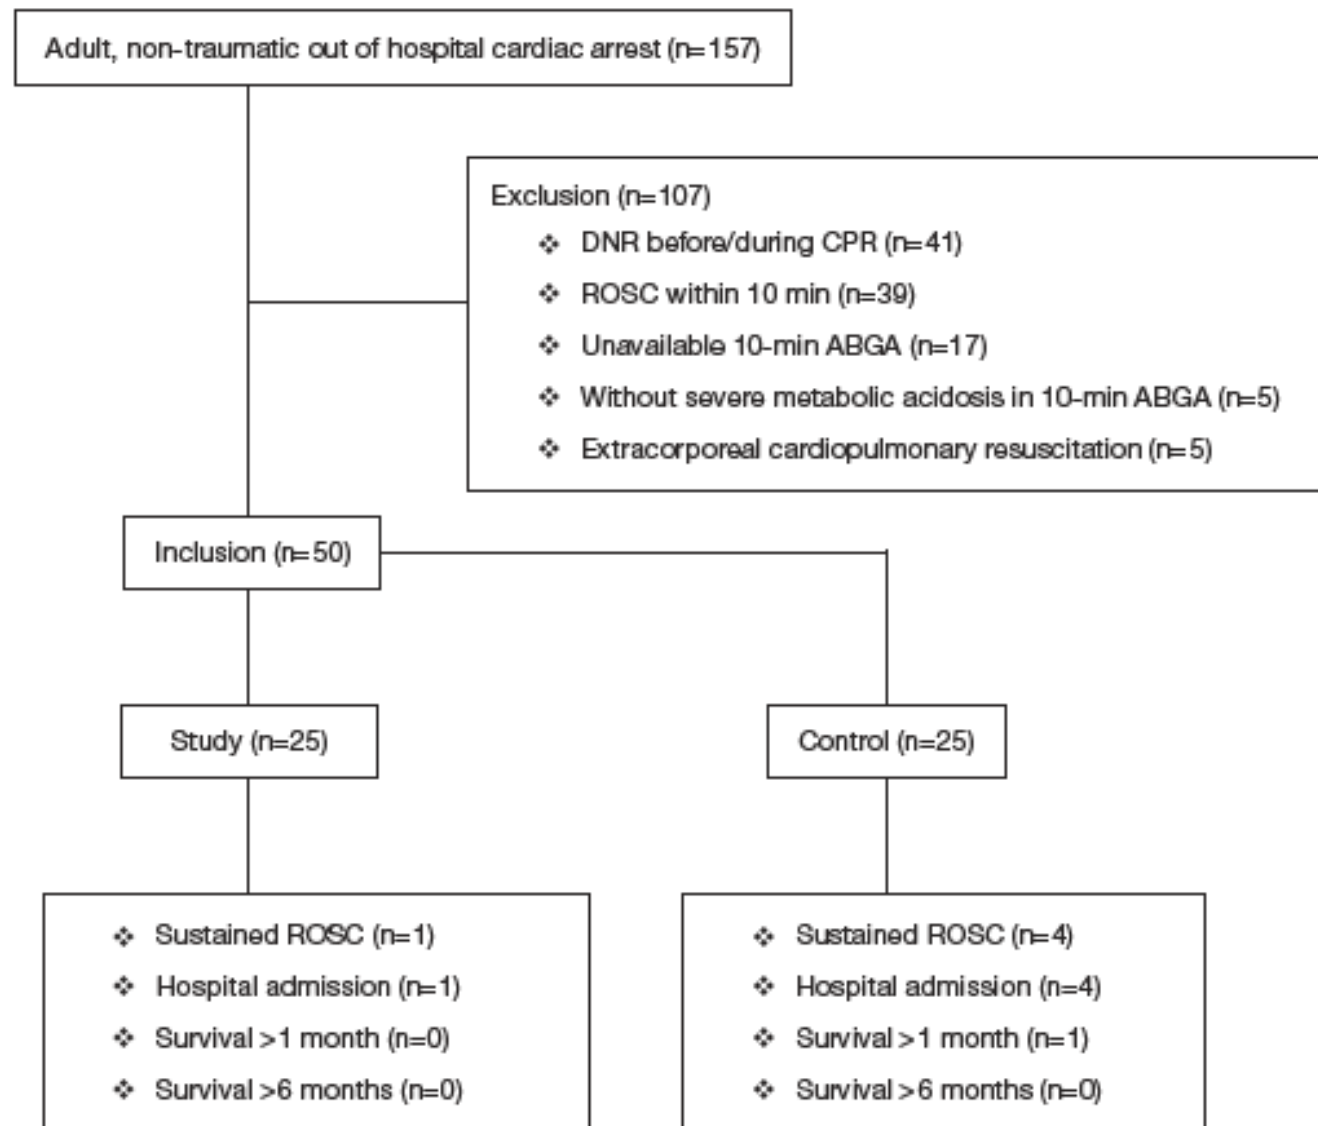 Adult, non-traumatic out of hospital cardiac arrest (n=157)
Exclusion (n=107)
❖ DNR before/during CPR (n=41)
❖ ROSC within 10 min (n=39)
❖ Unavailable 10-min ABGA (n=17)
❖ Without severe metabolic acidosis in 10-min ABGA (n=5)
❖ Extracorporeal cardiopulmonary resuscitation (n=5)
Inclusion (n=50)
Study (n=25)
Control (n=25)
❖ Sustained ROSC (n=1)
❖ Hospital admission (n=1)
❖ Survival >1 month (n=0)
❖ Survival >6 months (n=0)
❖ Sustained ROSC (n=4)
❖ Hospital admission (n=4)
❖ Survival >1 month (n=1)
❖ Survival >6 months (n=0)